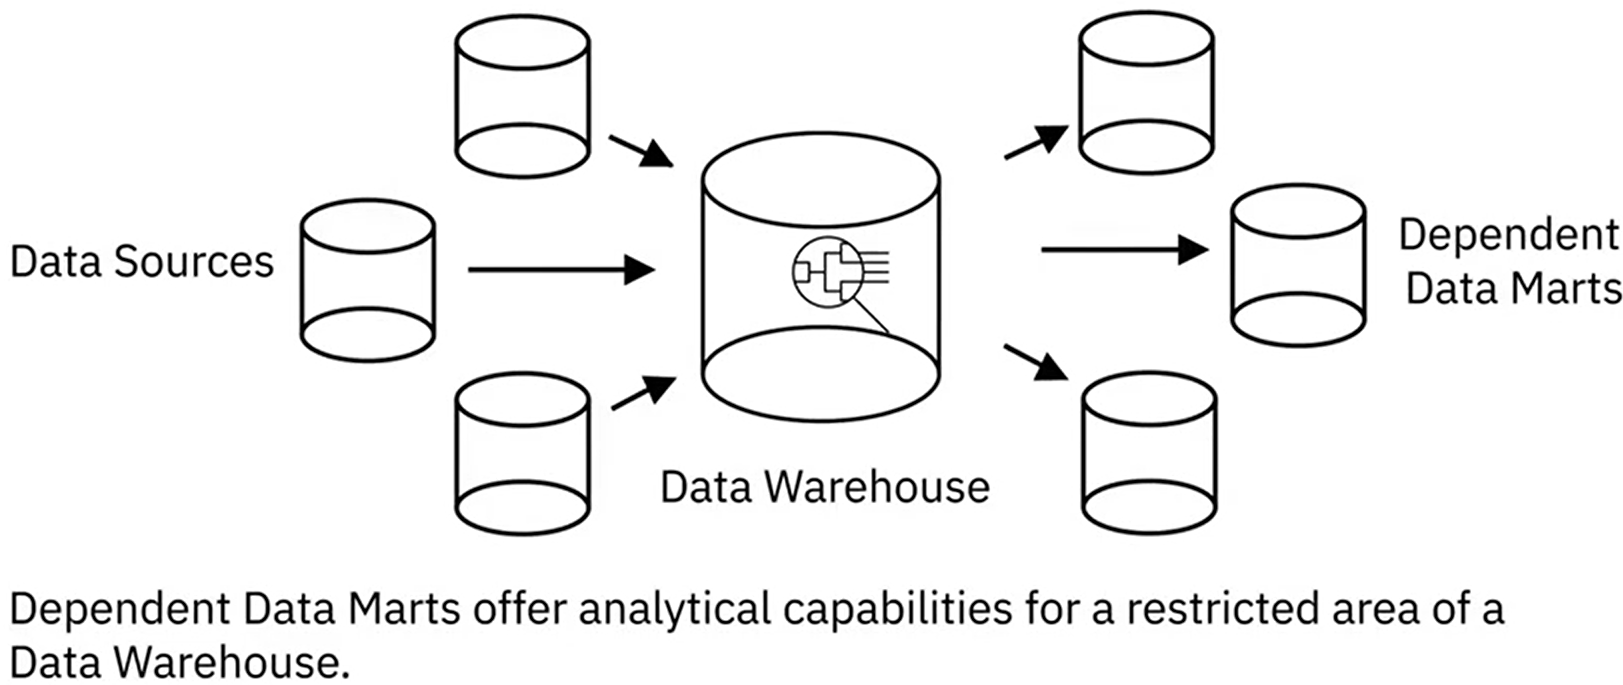 Data Sources
Dependent
Data Marts
Data Warehouse
Dependent Data Marts offer analytical capabilities for a restricted area of a
Data Warehouse.